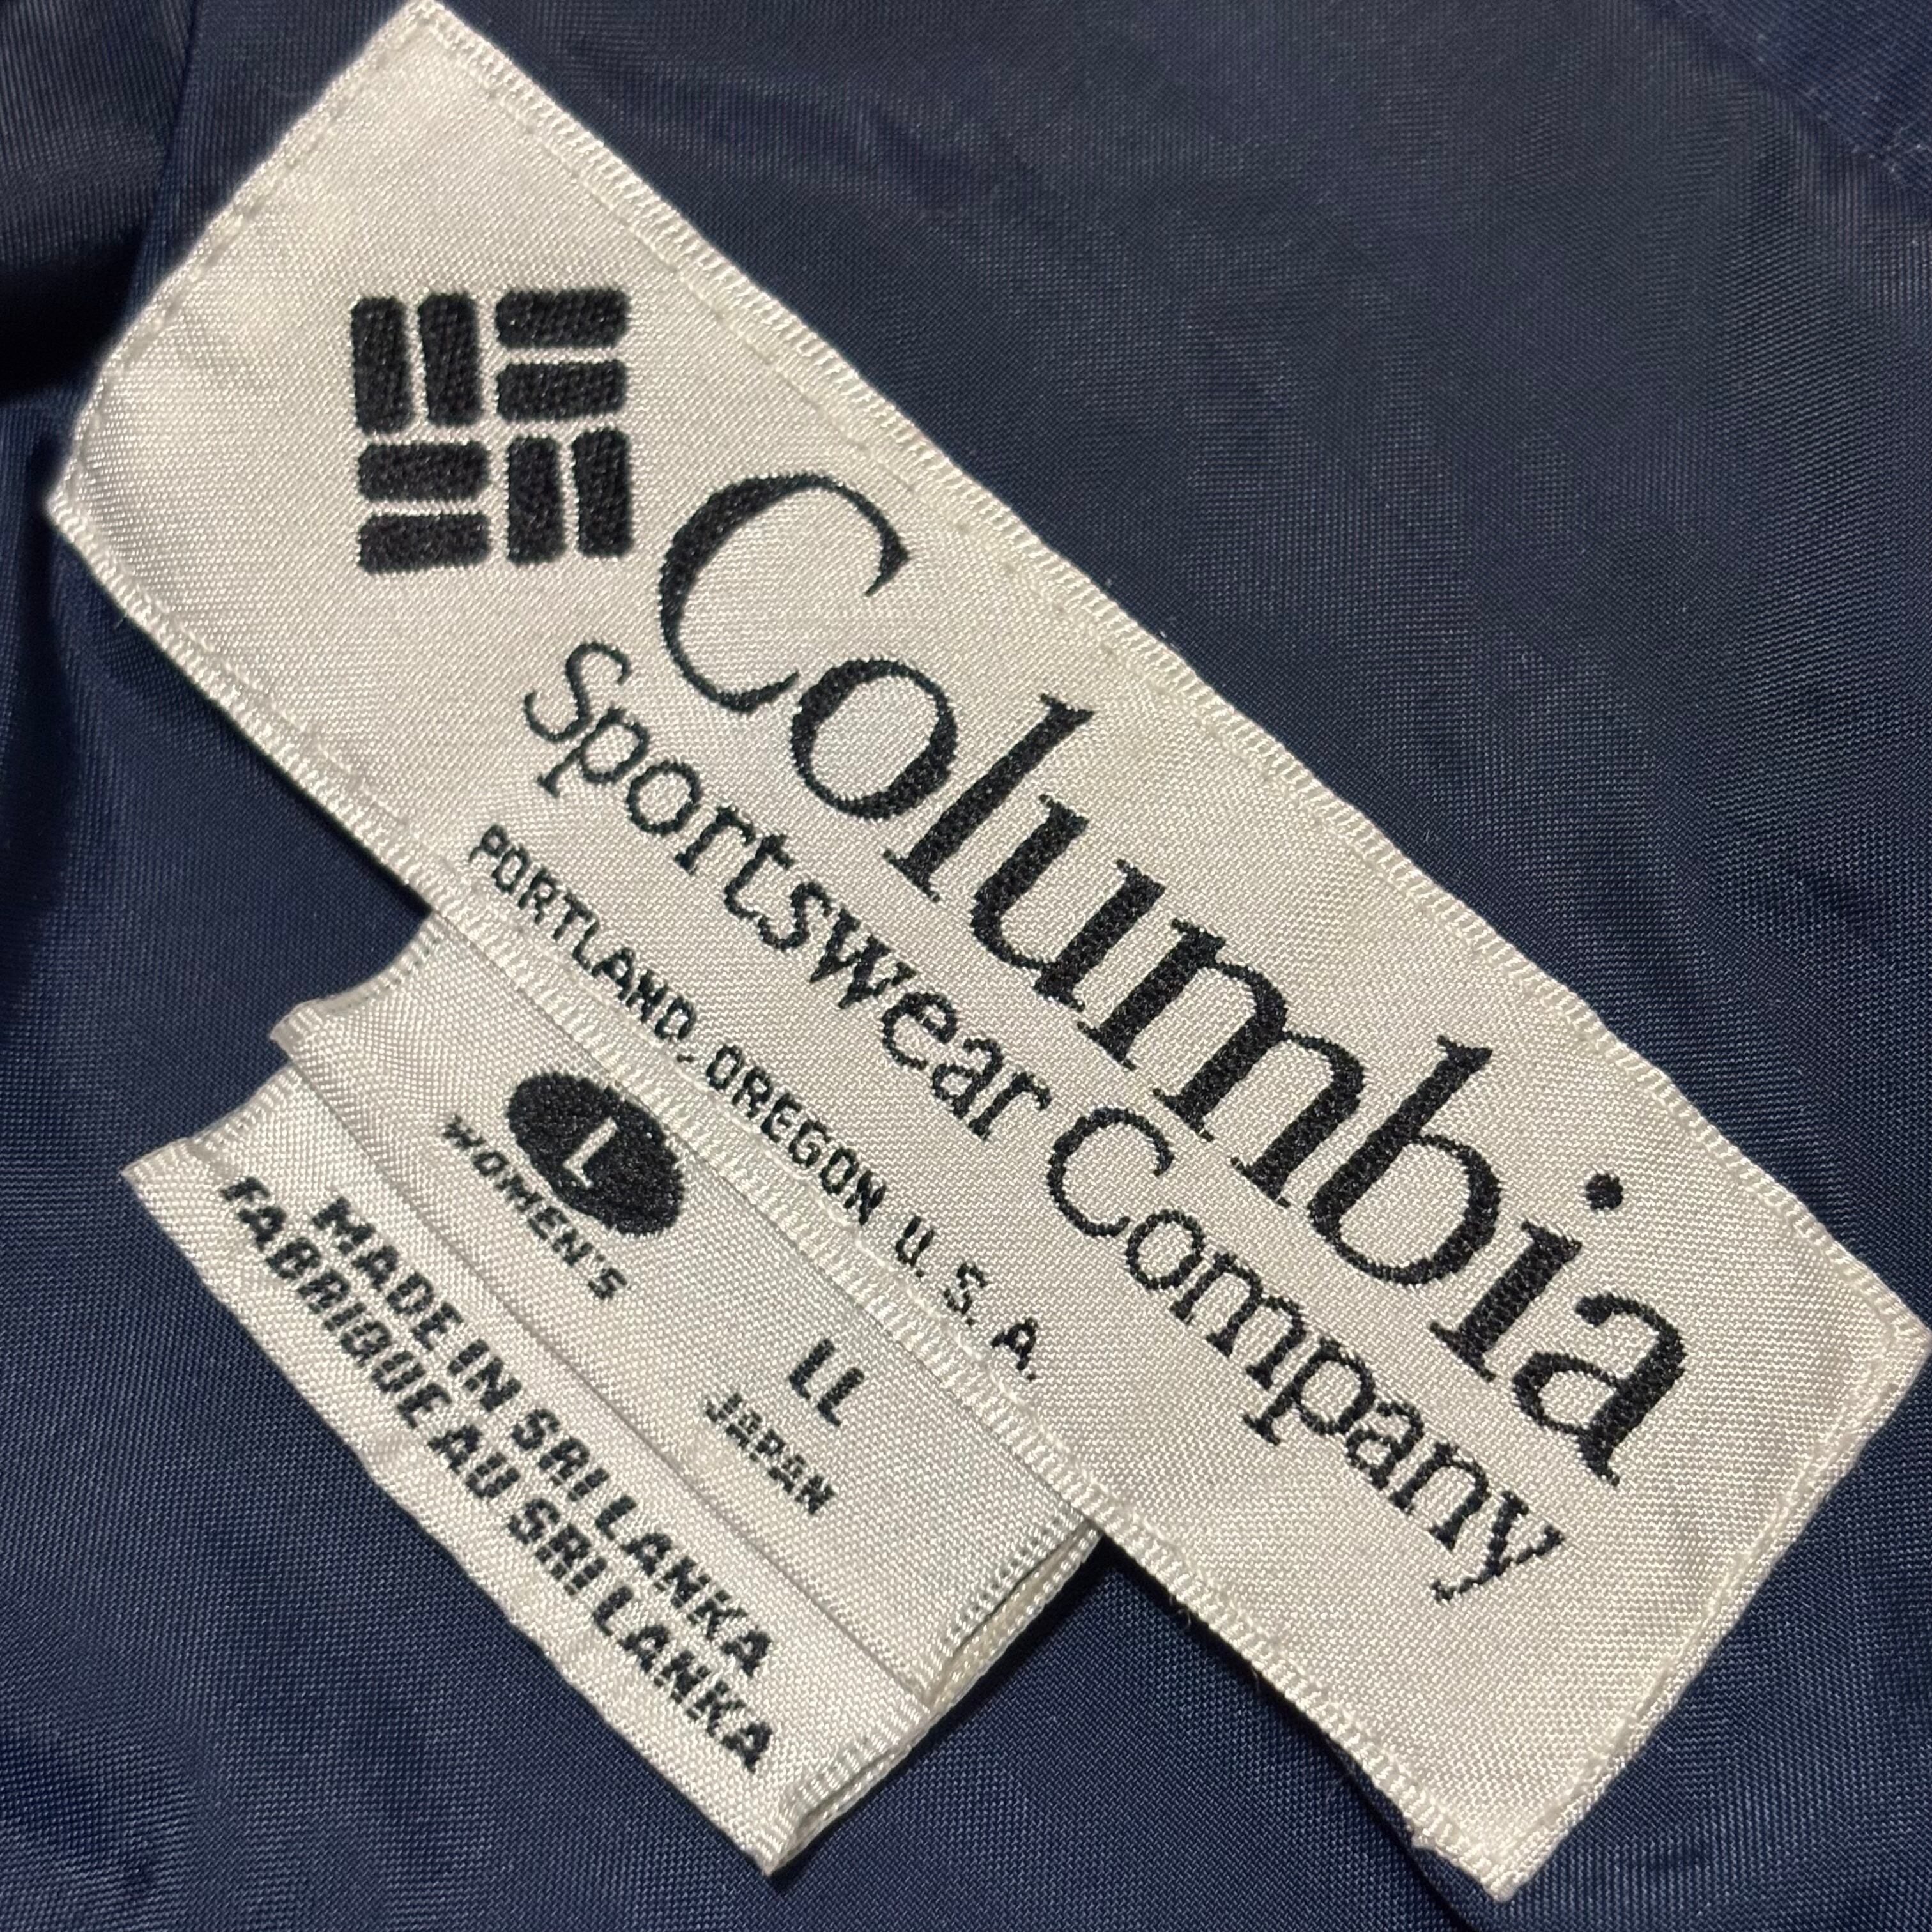 Columbia
Sportswear Company
PORTLAND, OREGON U.S.A.
L
WOMEN'S
LL
JAPAN
MADE IN SRI LANKA
FABRIQUE AU SRI LANKA